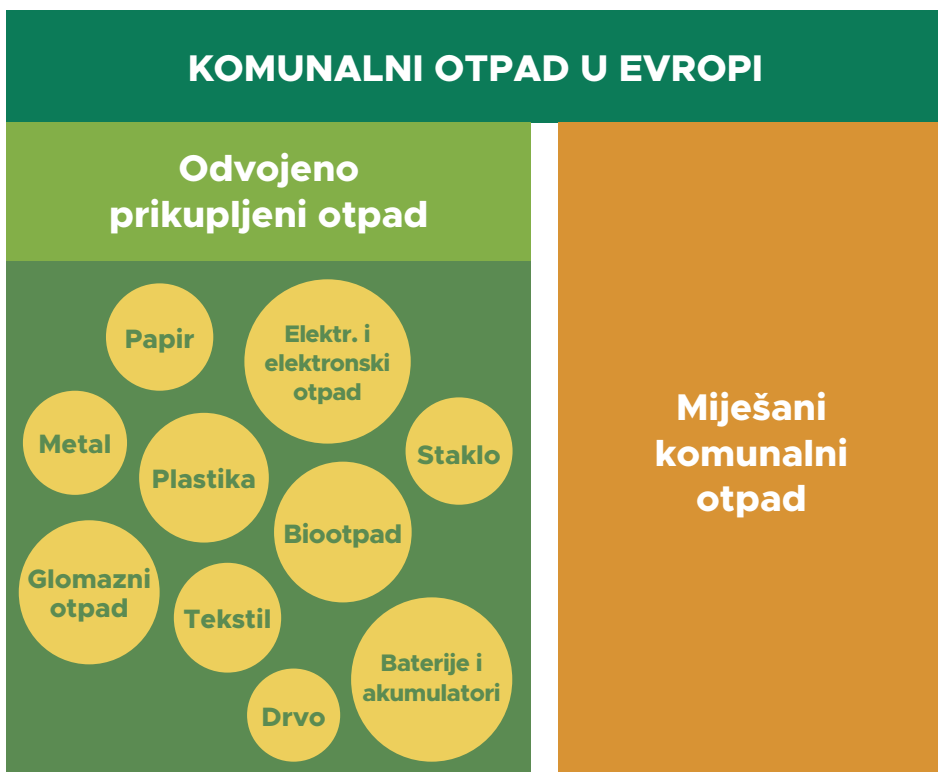 KOMUNALNI OTPAD U EVROPI
Odvojeno
prikupljeni otpad
Papir
Elektr. i
elektronski
otpad
Metal
Plastika
Staklo
Biootpad
Glomazni
otpad
Tekstil
Baterije i
akumulatori
Drvo
Miješani
komunalni
otpad